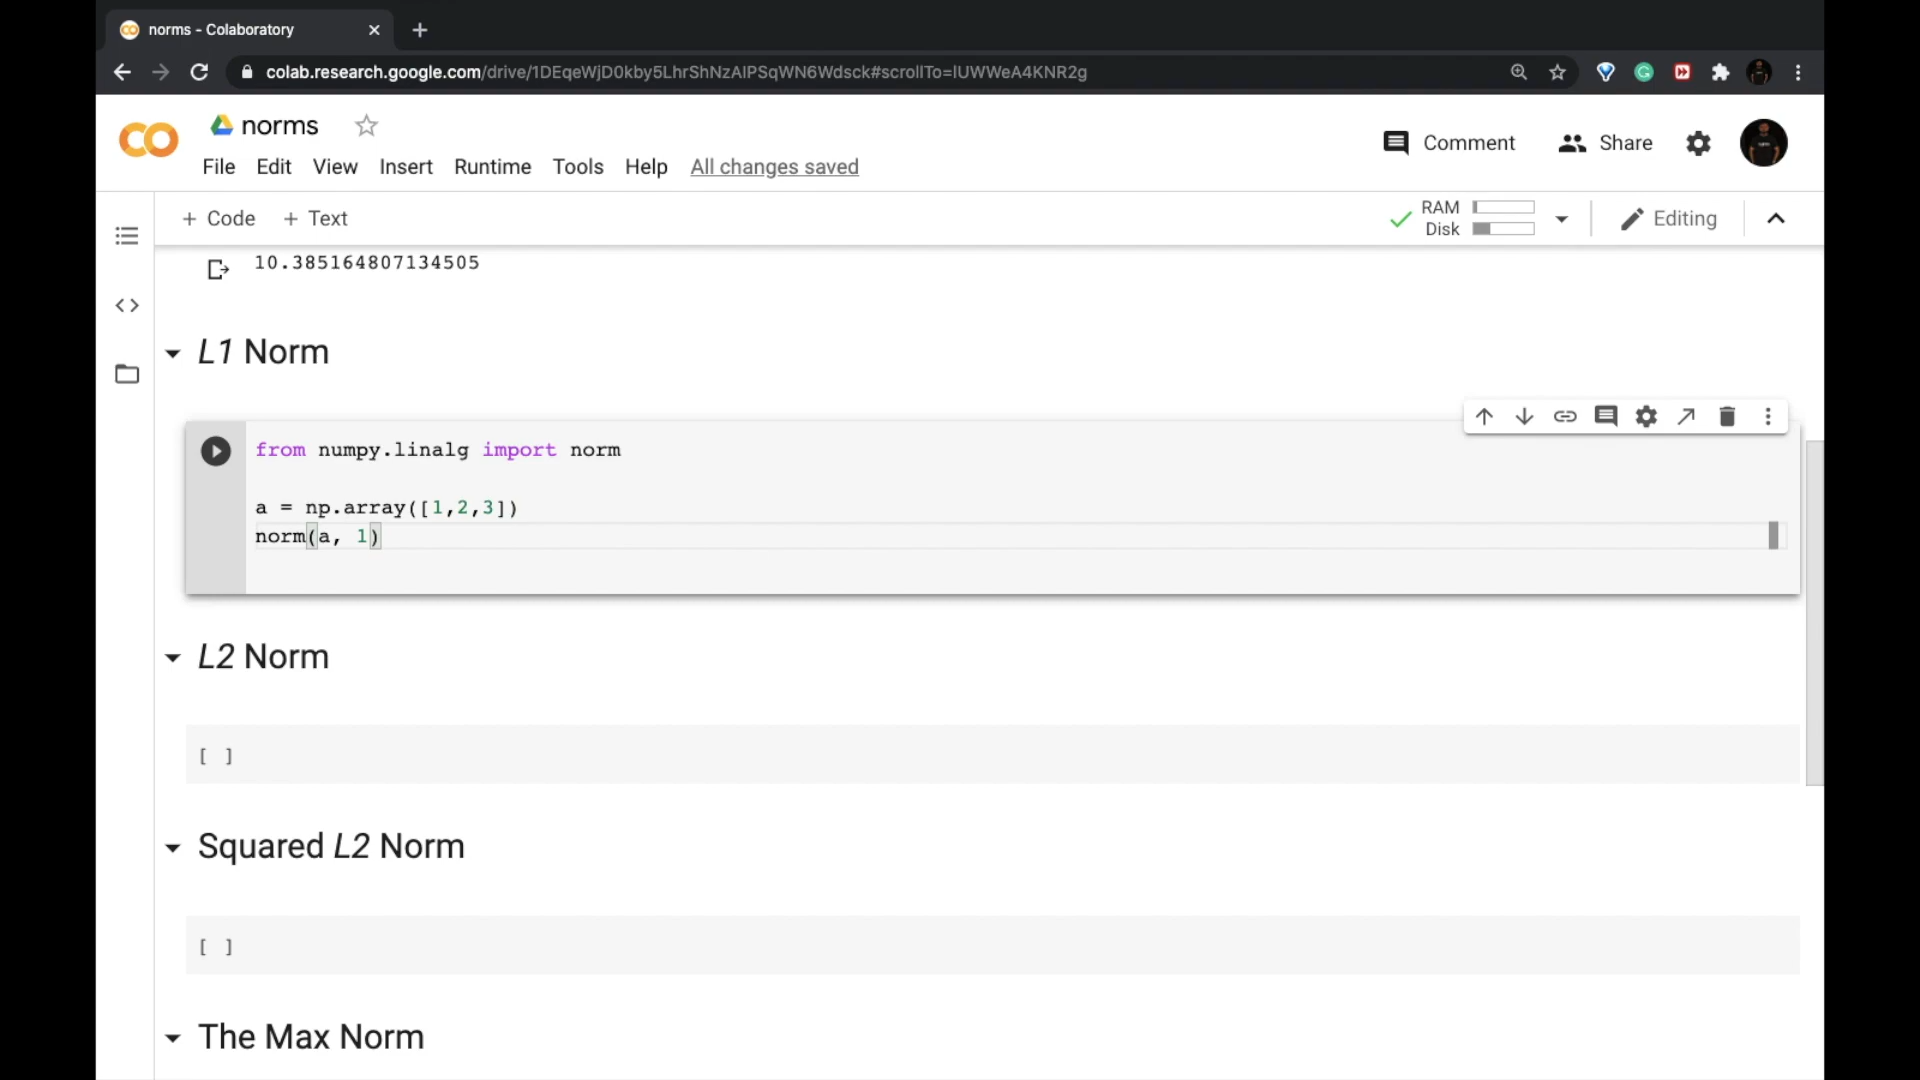 norms - Colaboratory
colab.research.google.com/drive/1DEqeWjD0kby5LhrShNzAIPSqWN6Wdsck#scrollTo=IUWWeA4KNR2g
norms
Comment Share
File Edit View Insert Runtime Tools Help All changes saved
+ Code + Text
RAM
Disk
Editing
10.385164807134505
L1 Norm
from numpy.linalg import norm
a = np.array([1,2,3])
norm(a, 1)
L2 Norm
[ ]
Squared L2 Norm
[ ]
The Max Norm